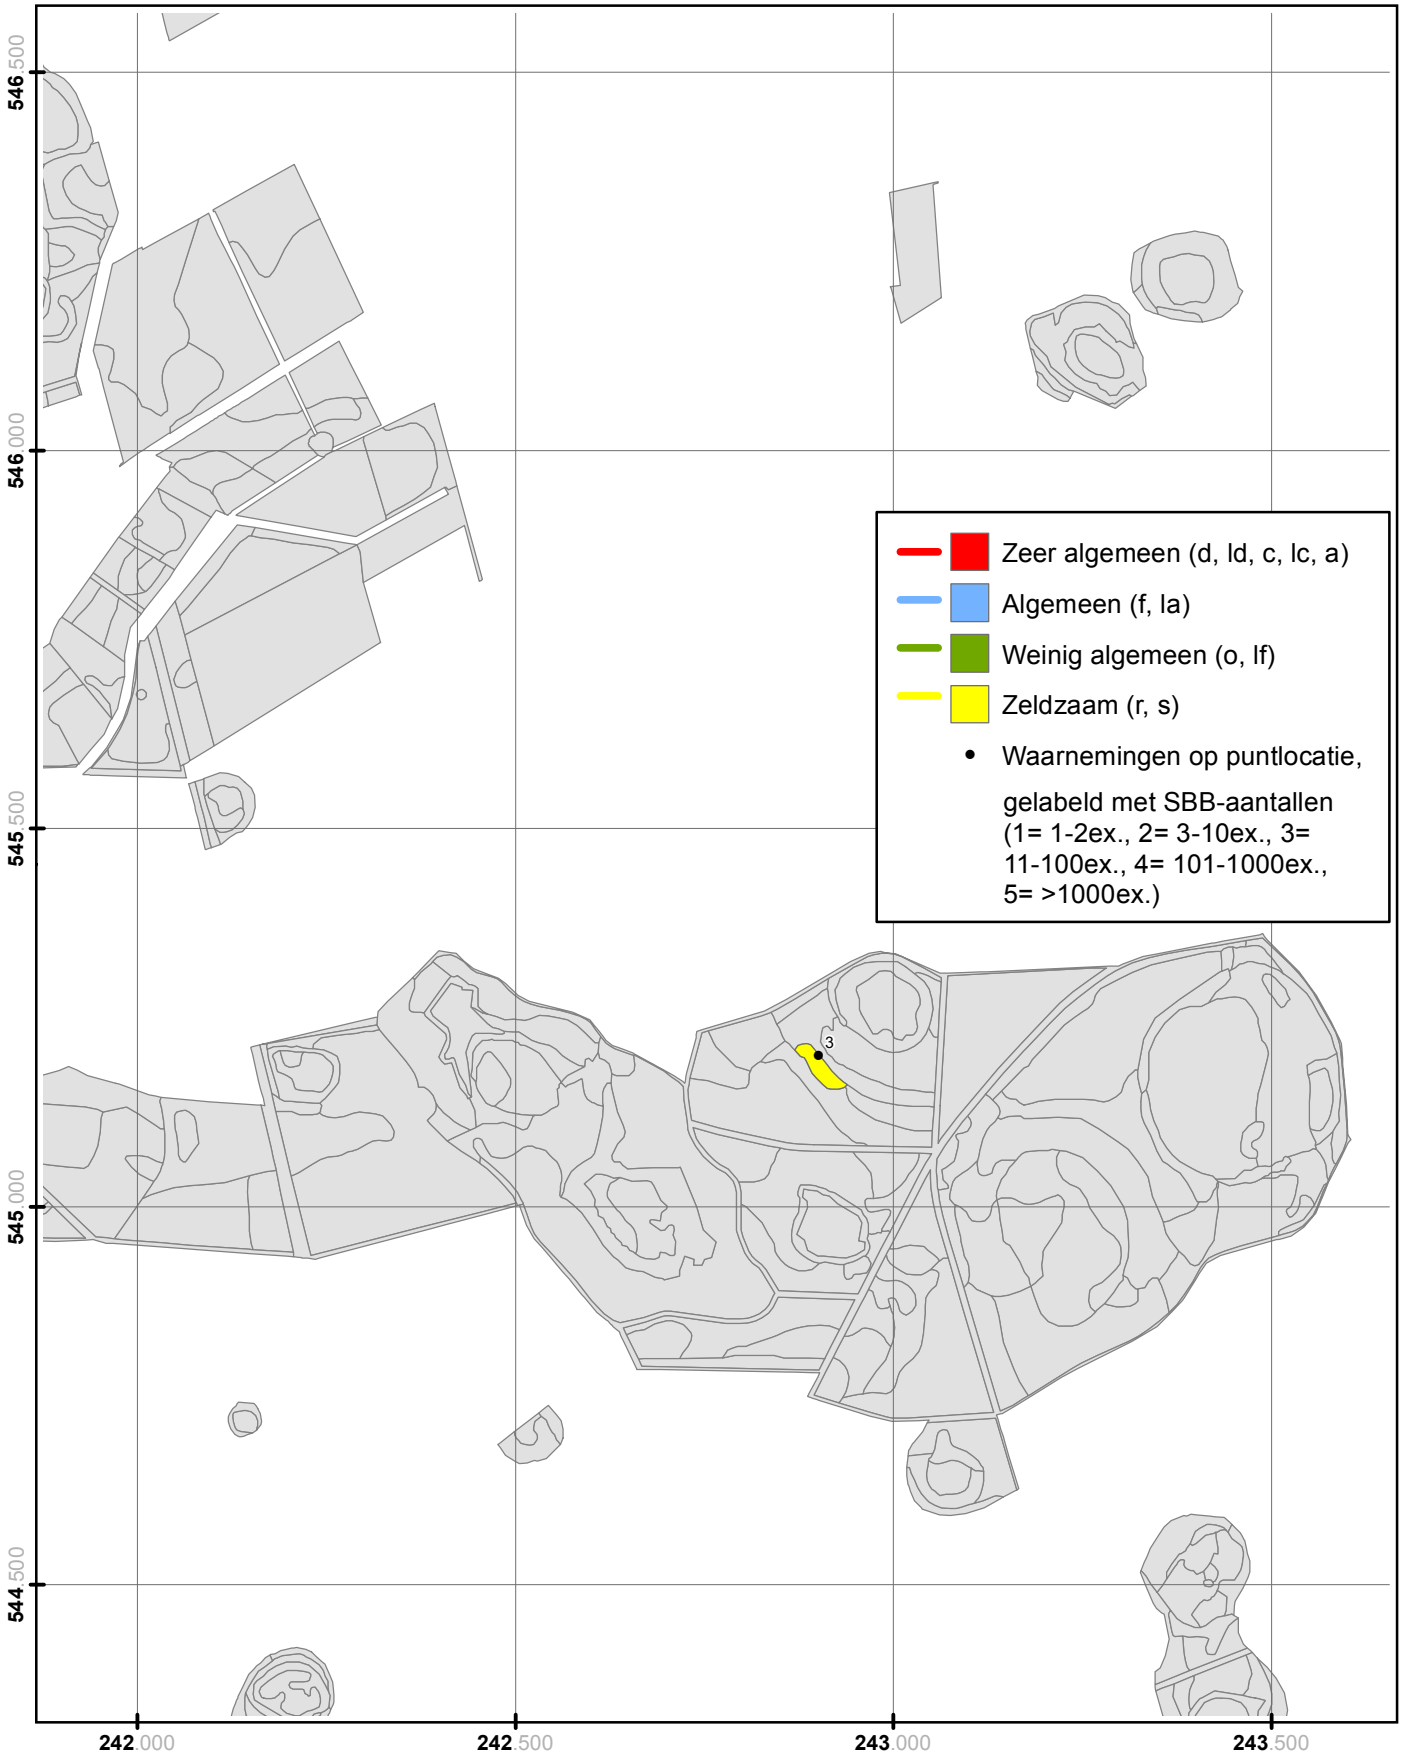 546.500
546.000
545.500
545.000
544.500
Zeer algemeen (d, ld, c, lc, a)
Algemeen (f, la)
Weinig algemeen (o, lf)
Zeldzaam (r, s)
Waarnemingen op puntlocatie,
gelabeld met SBB-aantallen
(1= 1-2ex., 2= 3-10ex., 3=
11-100ex., 4= 101-1000ex.,
5= >1000ex.)
3
242.000
242.500
243.000
243.500